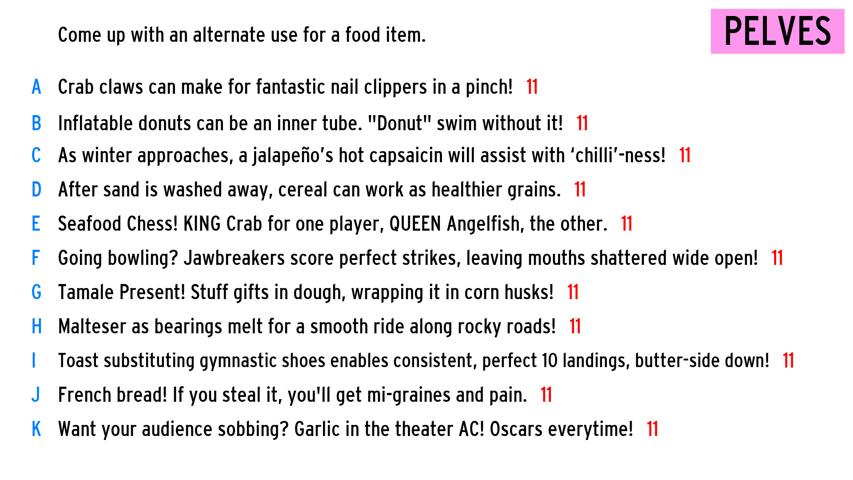 Come up with an alternate use for a food item.
PELVES
A Crab claws can make for fantastic nail clippers in a pinch! 11
B Inflatable donuts can be an inner tube. "Donut" swim without it! 11
C As winter approaches, a jalapeño's hot capsaicin will assist with ‘chilli’-ness! 11
D After sand is washed away, cereal can work as healthier grains. 11
E Seafood Chess! KING Crab for one player, QUEEN Angelfish, the other. 11
F Going bowling? Jawbreakers score perfect strikes, leaving mouths shattered wide open! 11
G Tamale Present! Stuff gifts in dough, wrapping it in corn husks! 11
H Malteser as bearings melt for a smooth ride along rocky roads! 11
I Toast substituting gymnastic shoes enables consistent, perfect 10 landings, butter-side down! 11
J French bread! If you steal it, you'll get mi-graines and pain. 11
K Want your audience sobbing? Garlic in the theater AC! Oscars everytime! 11